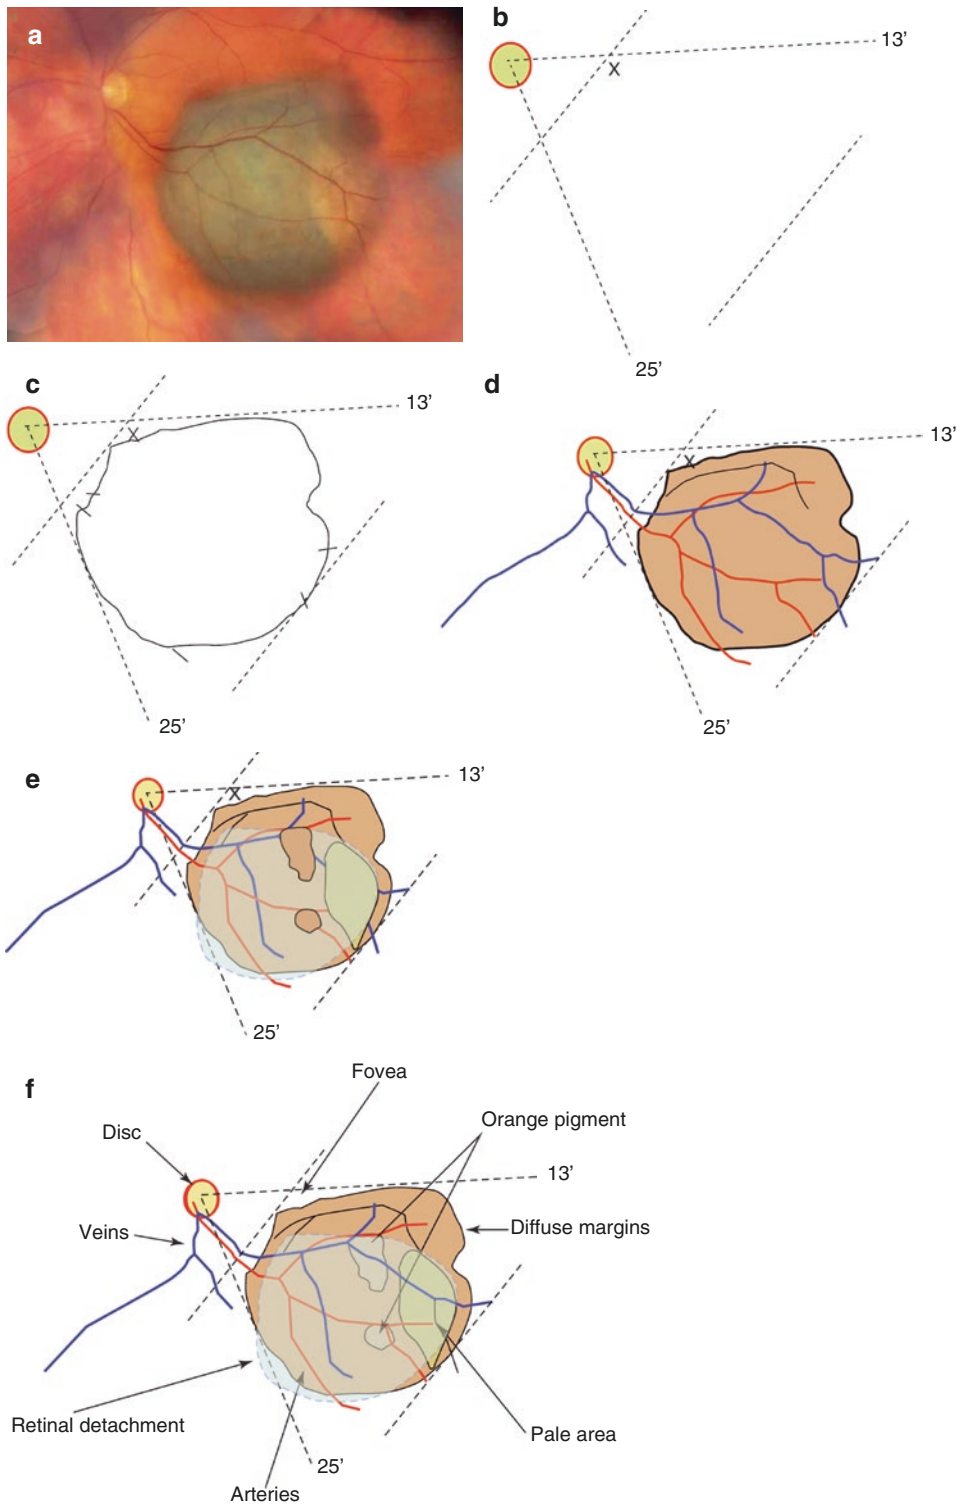 a
b
13'
X
25'
c
13'
X
25'
d
13'
X
25'
e
13'
X
25'
f
Fovea
Orange pigment
Disc
13'
Veins
Diffuse margins
Retinal detachment
Pale area
25'
Arteries